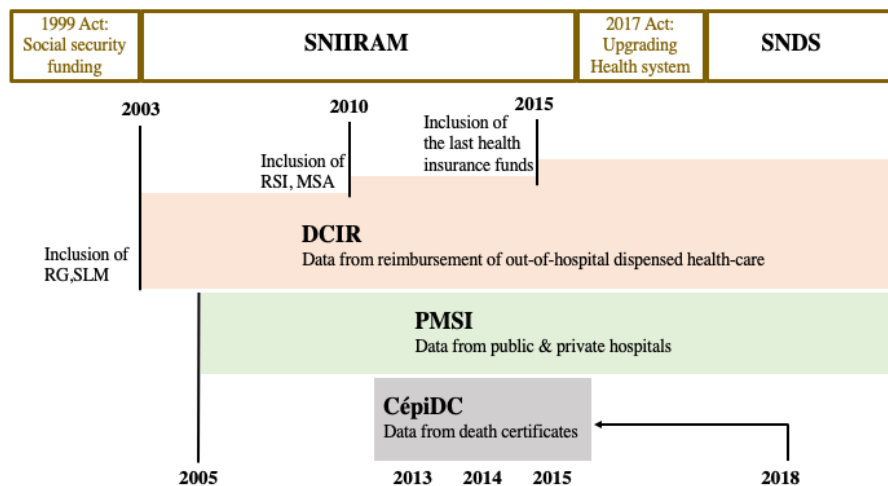 1999 Act:
Social security
funding
SNIIRAM
2017 Act:
Upgrading
Health system
SNDS
2003
2010
2015
Inclusion of
RSI, MSA
Inclusion of
the last health
insurance funds
Inclusion of
RG,SLM
DCIR
Data from reimbursement of out-of-hospital dispensed health-care
PMSI
Data from public & private hospitals
CépiDC
Data from death certificates
2005
2013
2014
2015
2018